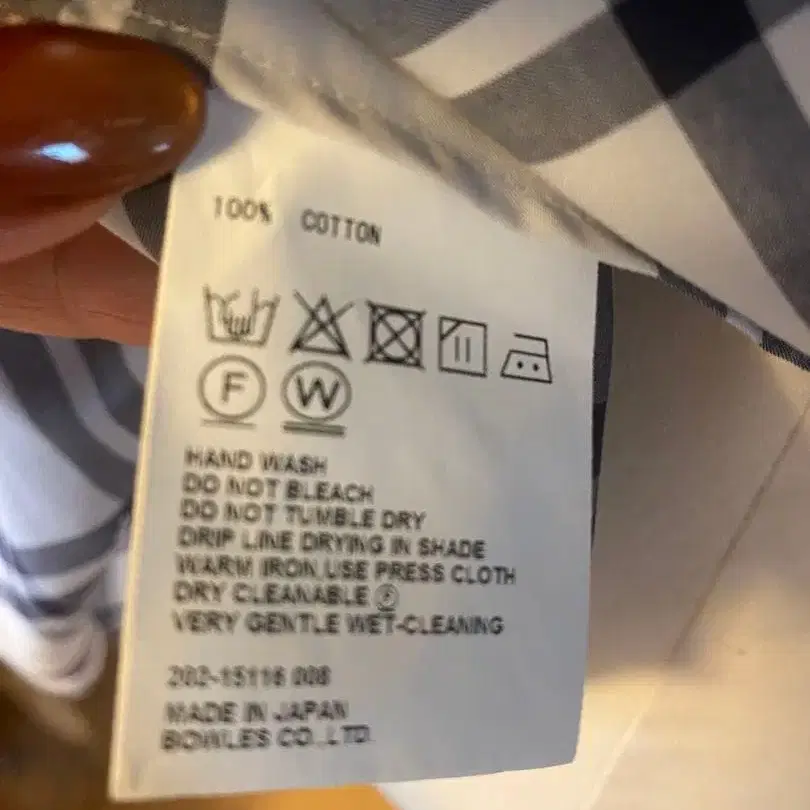 100% COTTON
F W
HAND WASH
DO NOT BLEACH
DO NOT TUMBLE DRY
DRIP LINE DRYING IN SHADE
WARM IRON,USE PRESS CLOTH
DRY CLEANABLE Ⓕ
VERY GENTLE WET-CLEANING
202-15116 008
MADE IN JAPAN
BOWLES CO.,LTD.